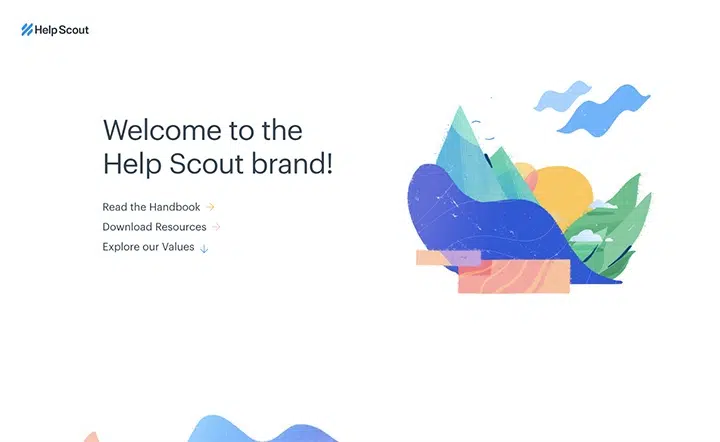 Help Scout
Welcome to the
Help Scout brand!
Read the Handbook →
Download Resources →
Explore our Values ↓